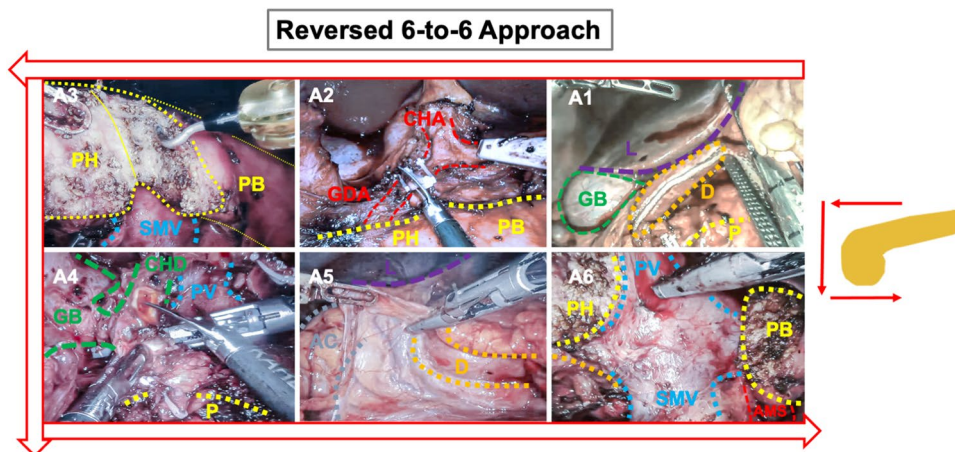 Reversed 6-to-6 Approach
A3
PH
PB
SMV
A2
CHA
GDA
PH
PB
A1
L
GB
D
P
A4
CHD
PV
GB
P
A5
L
AC
D
A6
PV
PH
PB
SMV
AMS